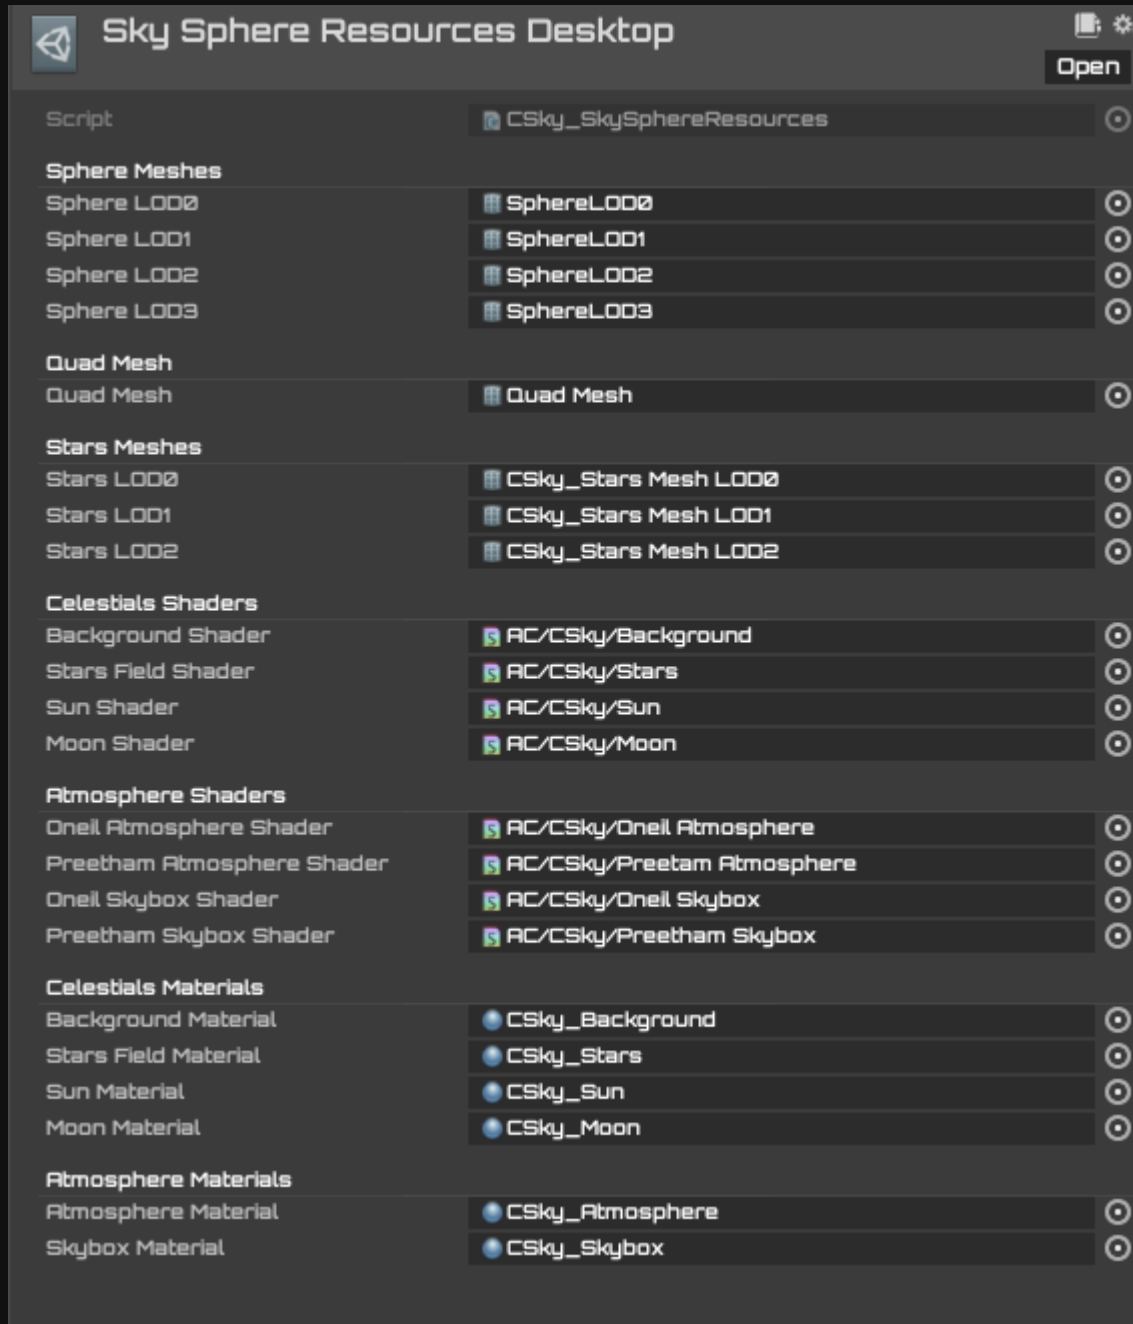 Sky Sphere Resources Desktop
Open
Script CSky_SkySphereResources
Sphere Meshes
Sphere LOD0 SphereLOD0
Sphere LOD1 SphereLOD1
Sphere LOD2 SphereLOD2
Sphere LOD3 SphereLOD3
Quad Mesh
Quad Mesh Quad Mesh
Stars Meshes
Stars LOD0 CSky_Stars Mesh LOD0
Stars LOD1 CSky_Stars Mesh LOD1
Stars LOD2 CSky_Stars Mesh LOD2
Celestials Shaders
Background Shader AC/CSky/Background
Stars Field Shader AC/CSky/Stars
Sun Shader AC/CSky/Sun
Moon Shader AC/CSky/Moon
Atmosphere Shaders
Oneil Atmosphere Shader AC/CSky/Oneil Atmosphere
Preetham Atmosphere Shader AC/CSky/Preetam Atmosphere
Oneil Skybox Shader AC/CSky/Oneil Skybox
Preetham Skybox Shader AC/CSky/Preetham Skybox
Celestials Materials
Background Material CSky_Background
Stars Field Material CSky_Stars
Sun Material CSky_Sun
Moon Material CSky_Moon
Atmosphere Materials
Atmosphere Material CSky_Atmosphere
Skybox Material CSky_Skybox